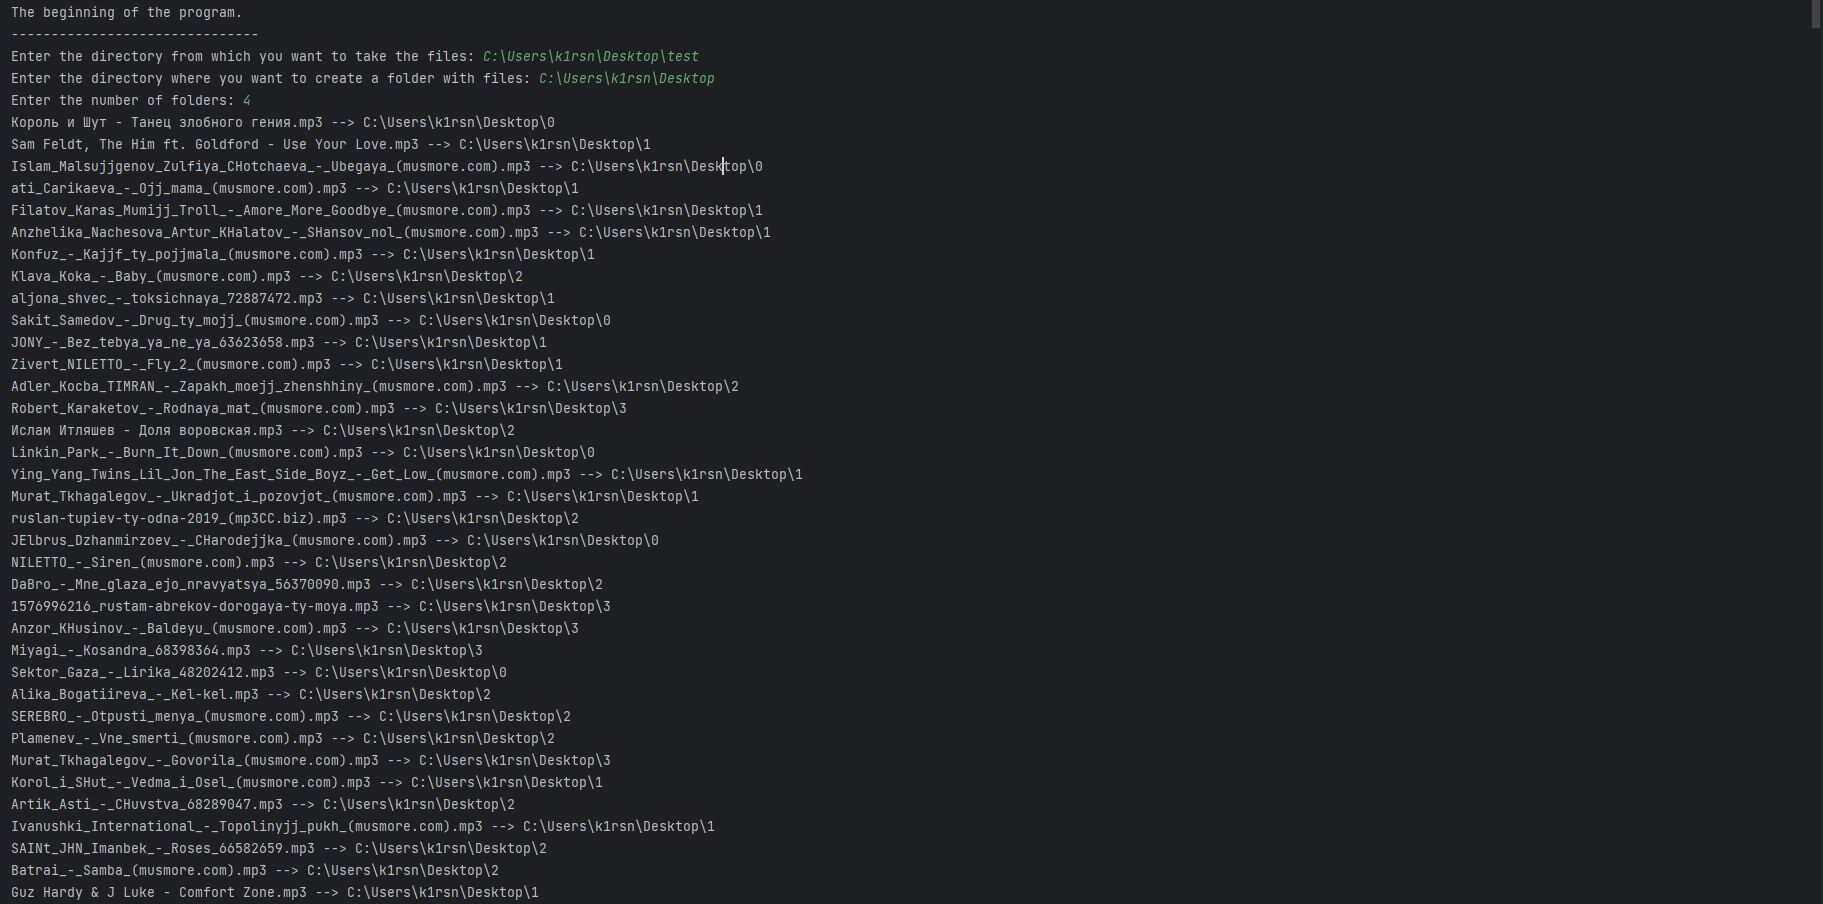 The beginning of the program.
-------------------------------
Enter the directory from which you want to take the files: C:\Users\k1rsn\Desktop\test
Enter the directory where you want to create a folder with files: C:\Users\k1rsn\Desktop
Enter the number of folders: 4
Король и Шут - Танец злобного гения.mp3 --> C:\Users\k1rsn\Desktop\0
Sam Feldt, The Him ft. Goldford - Use Your Love.mp3 --> C:\Users\k1rsn\Desktop\1
Islam_Malsujjgenov_Zulfiya_CHotchaeva_-_Ubegaya_(musmore.com).mp3 --> C:\Users\k1rsn\Desktop\0
ati_Carikaeva_-_Ojj_mama_(musmore.com).mp3 --> C:\Users\k1rsn\Desktop\1
Filatov_Karas_Mumijj_Troll_-_Amore_More_Goodbye_(musmore.com).mp3 --> C:\Users\k1rsn\Desktop\1
Anzhelika_Nachesova_Artur_KHalatov_-_SHansov_nol_(musmore.com).mp3 --> C:\Users\k1rsn\Desktop\1
Konfuz_-_Kajjf_ty_pojjmala_(musmore.com).mp3 --> C:\Users\k1rsn\Desktop\1
Klava_Koka_-_Baby_(musmore.com).mp3 --> C:\Users\k1rsn\Desktop\2
aljona_shvec_-_toksichnaya_72887472.mp3 --> C:\Users\k1rsn\Desktop\1
Sakit_Samedov_-_Drug_ty_mojj_(musmore.com).mp3 --> C:\Users\k1rsn\Desktop\0
JONY_-_Bez_tebya_ya_ne_ya_63623658.mp3 --> C:\Users\k1rsn\Desktop\1
Zivert_NILETTO_-_Fly_2_(musmore.com).mp3 --> C:\Users\k1rsn\Desktop\1
Adler_Kocba_TIMRAN_-_Zapakh_moejj_zhenshhiny_(musmore.com).mp3 --> C:\Users\k1rsn\Desktop\2
Robert_Karaketov_-_Rodnaya_mat_(musmore.com).mp3 --> C:\Users\k1rsn\Desktop\3
Ислам Итляшев - Доля воровская.mp3 --> C:\Users\k1rsn\Desktop\2
Linkin_Park_-_Burn_It_Down_(musmore.com).mp3 --> C:\Users\k1rsn\Desktop\0
Ying_Yang_Twins_Lil_Jon_The_East_Side_Boyz_-_Get_Low_(musmore.com).mp3 --> C:\Users\k1rsn\Desktop\1
Murat_Tkhagalegov_-_Ukradjot_i_pozovjot_(musmore.com).mp3 --> C:\Users\k1rsn\Desktop\1
ruslan-tupiev-ty-odna-2019_(mp3CC.biz).mp3 --> C:\Users\k1rsn\Desktop\2
JElbrus_Dzhanmirzoev_-_CHarodejjka_(musmore.com).mp3 --> C:\Users\k1rsn\Desktop\0
NILETTO_-_Siren_(musmore.com).mp3 --> C:\Users\k1rsn\Desktop\2
DaBro_-_Mne_glaza_ejo_nravyatsya_56370090.mp3 --> C:\Users\k1rsn\Desktop\2
1576996216_rustam-abrekov-dorogaya-ty-moya.mp3 --> C:\Users\k1rsn\Desktop\3
Anzor_KHusinov_-_Baldeyu_(musmore.com).mp3 --> C:\Users\k1rsn\Desktop\3
Miyagi_-_Kosandra_68398364.mp3 --> C:\Users\k1rsn\Desktop\3
Sektor_Gaza_-_Lirika_48202412.mp3 --> C:\Users\k1rsn\Desktop\0
Alika_Bogatiireva_-_Kel-kel.mp3 --> C:\Users\k1rsn\Desktop\2
SEREBRO_-_Otpusti_menya_(musmore.com).mp3 --> C:\Users\k1rsn\Desktop\2
Plamenev_-_Vne_smerti_(musmore.com).mp3 --> C:\Users\k1rsn\Desktop\2
Murat_Tkhagalegov_-_Govorila_(musmore.com).mp3 --> C:\Users\k1rsn\Desktop\3
Korol_i_SHut_-_Vedma_i_Osel_(musmore.com).mp3 --> C:\Users\k1rsn\Desktop\1
Artik_Asti_-_CHuvstva_68289047.mp3 --> C:\Users\k1rsn\Desktop\2
Ivanushki_International_-_Topolinyjj_pukh_(musmore.com).mp3 --> C:\Users\k1rsn\Desktop\1
SAINt_JHN_Imanbek_-_Roses_66582659.mp3 --> C:\Users\k1rsn\Desktop\2
Batrai_-_Samba_(musmore.com).mp3 --> C:\Users\k1rsn\Desktop\2
Guz Hardy & J Luke - Comfort Zone.mp3 --> C:\Users\k1rsn\Desktop\1